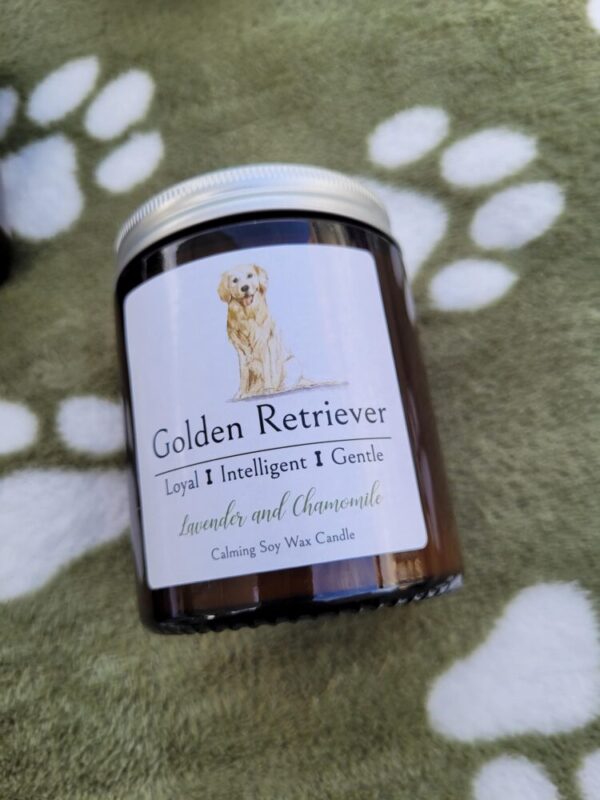 Golden Retriever
Loyal I Intelligent I Gentle
Lavender and Chamomile
Calming Soy Wax Candle